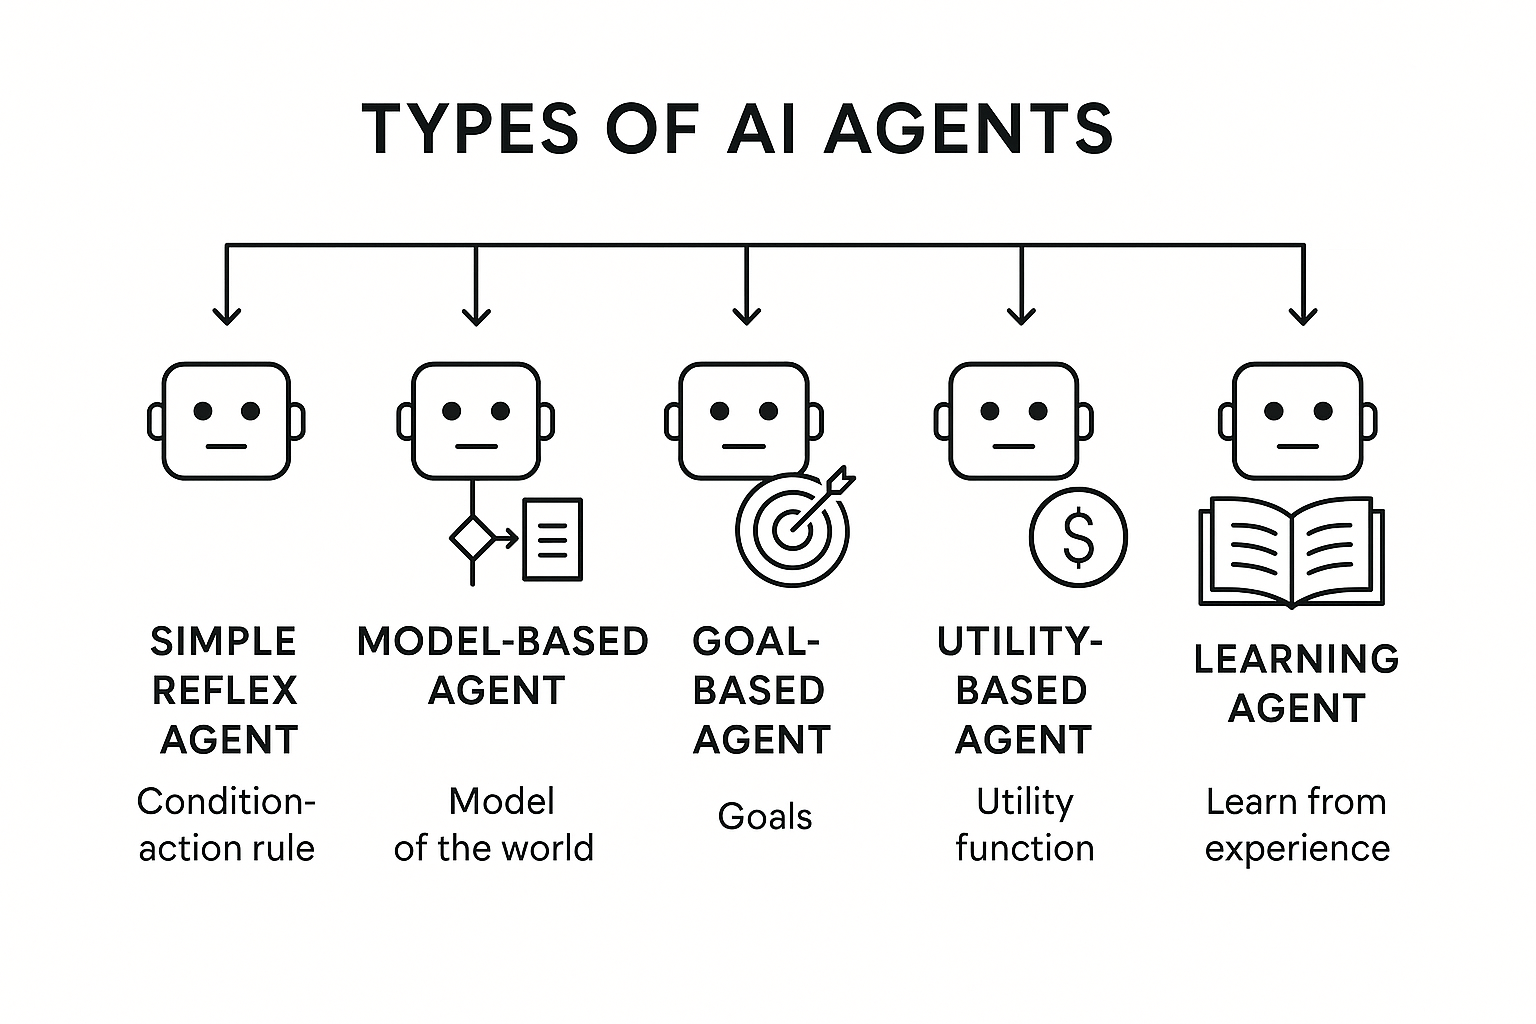 TYPES OF AI AGENTS
$
SIMPLE
REFLEX
AGENT
Condition-
action rule
MODEL-BASED
AGENT
Model
of the world
GOAL-
BASED
AGENT
Goals
UTILITY-
BASED
AGENT
Utility
function
LEARNING
AGENT
Learn from
experience